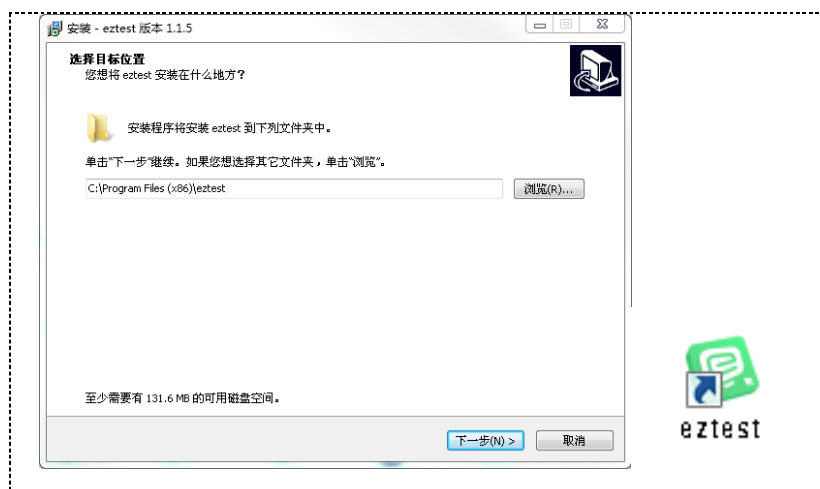 安装 - eztest 版本 1.1.5
选择目标位置
您想将 eztest 安装在什么地方?
安装程序将安装 eztest 到下列文件夹中。
单击“下一步”继续。如果您想选择其它文件夹，单击“浏览”。
C:\Program Files (x86)\eztest
浏览(R)...
至少需要有 131.6 MB 的可用磁盘空间。
下一步(N) >
取消
eztest